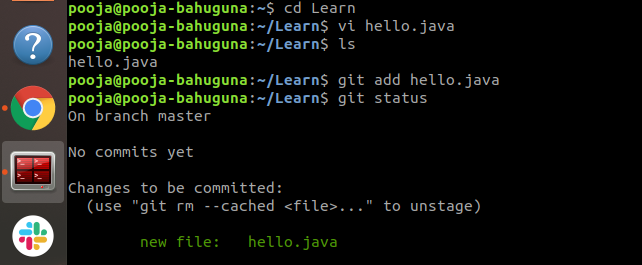 pooja@pooja-bahuguna:~$ cd Learn
pooja@pooja-bahuguna:~/Learn$ vi hello.java
pooja@pooja-bahuguna:~/Learn$ ls
hello.java
pooja@pooja-bahuguna:~/Learn$ git add hello.java
pooja@pooja-bahuguna:~/Learn$ git status
On branch master
No commits yet
Changes to be committed:
(use "git rm --cached <file>..." to unstage)
new file:   hello.java